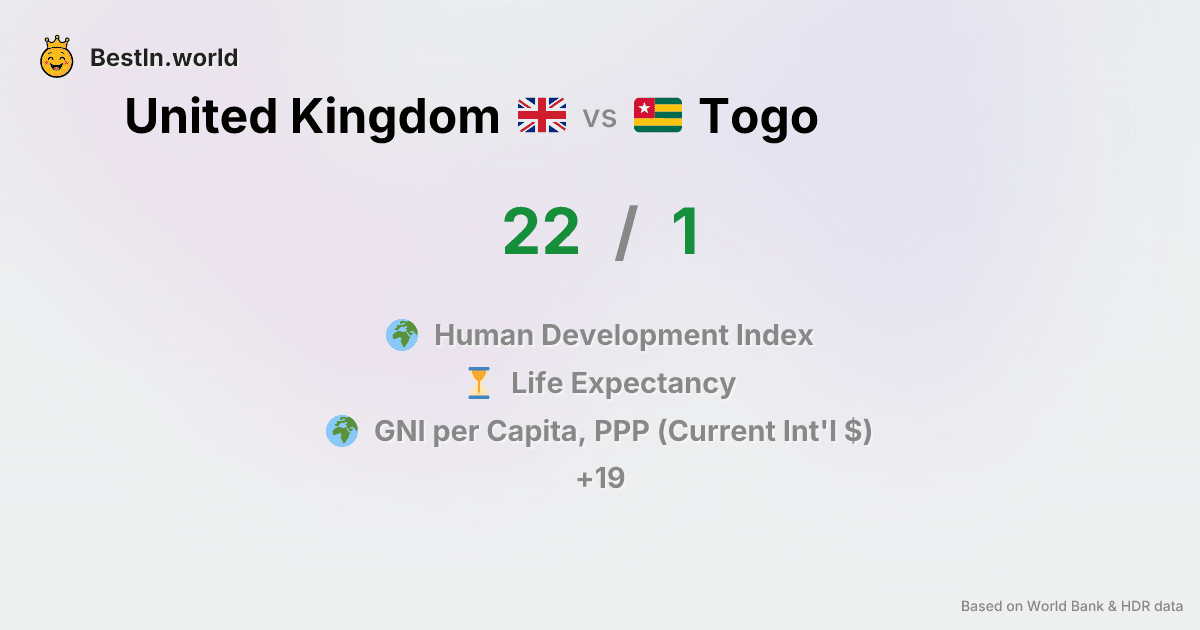 BestIn.world
United Kingdom vs Togo
22 / 1
Human Development Index
Life Expectancy
GNI per Capita, PPP (Current Int'l $)
+19
Based on World Bank & HDR data